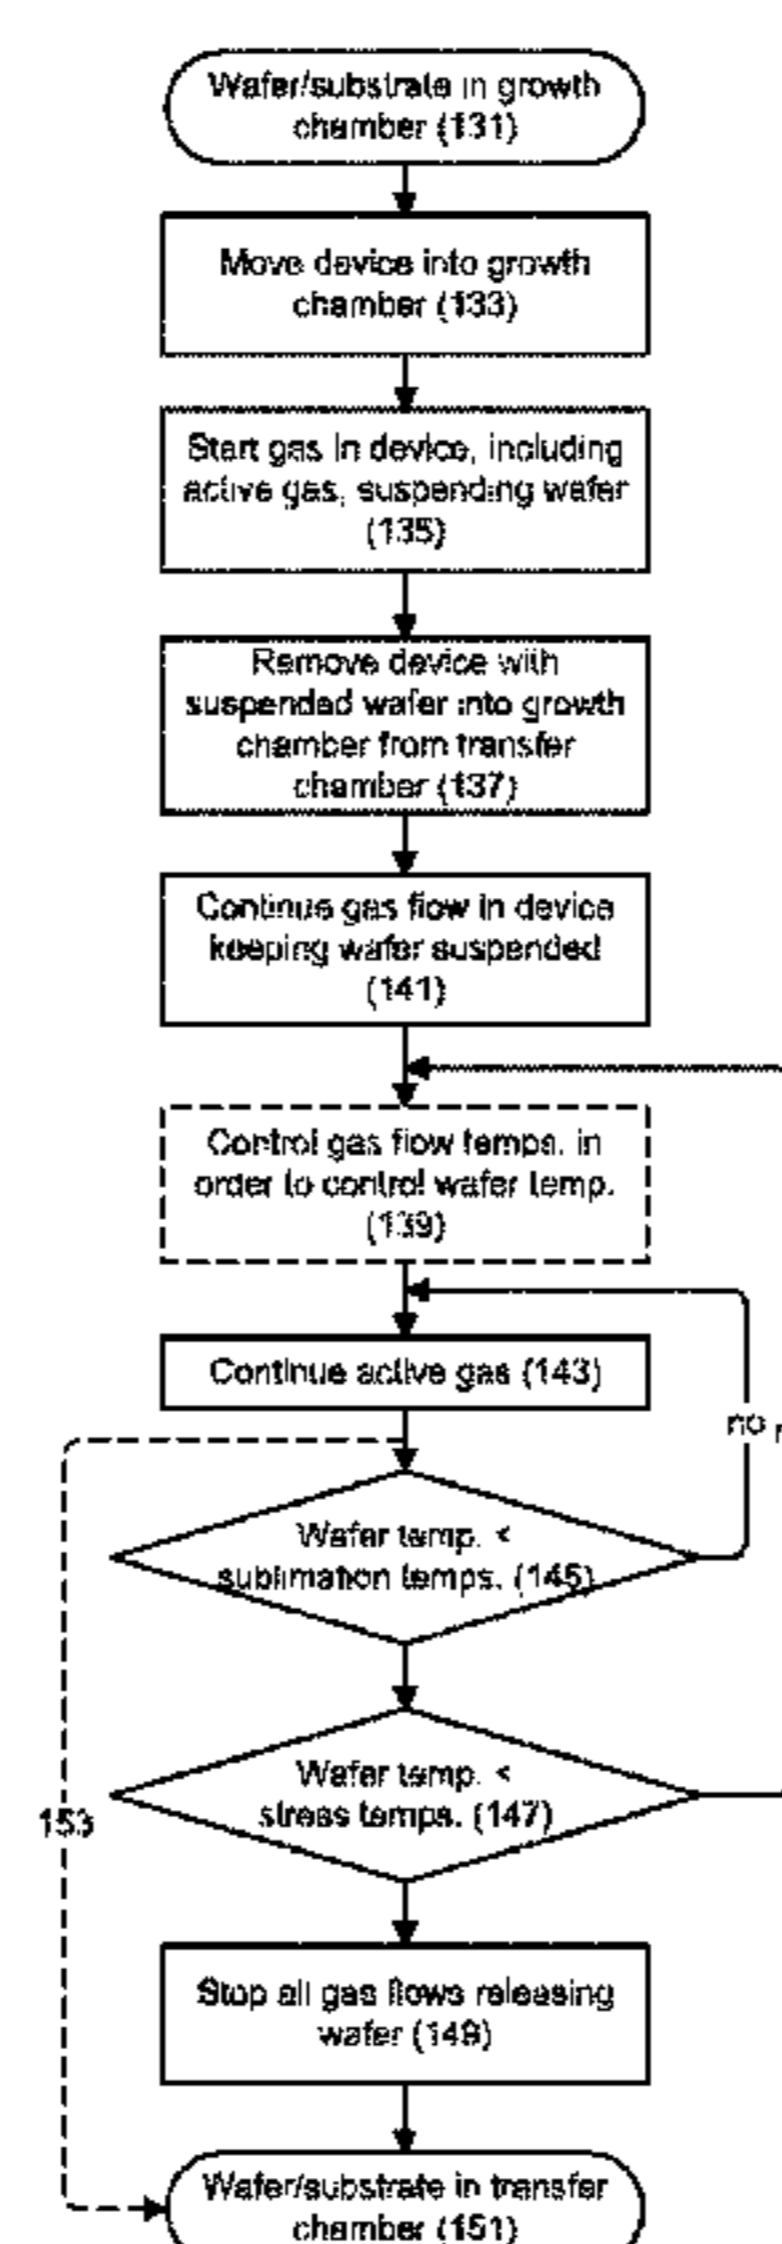 Wafer/substrate in growth
chamber (131)
Move device into growth
chamber (133)
Start gas in device, including
active gas, suspending wafer
(135)
Remove device with
suspended wafer into growth
chamber from transfer
chamber (137)
Continue gas flow in device
keeping wafer suspended
(141)
Control gas flow temps. in
order to control wafer temp.
(139)
Continue active gas (143)
no
Wafer temp. <
sublimation temps. (145)
Wafer temp. <
stress temps. (147)
153
Stop all gas flows releasing
wafer (149)
Wafer/substrate in transfer
chamber (151)